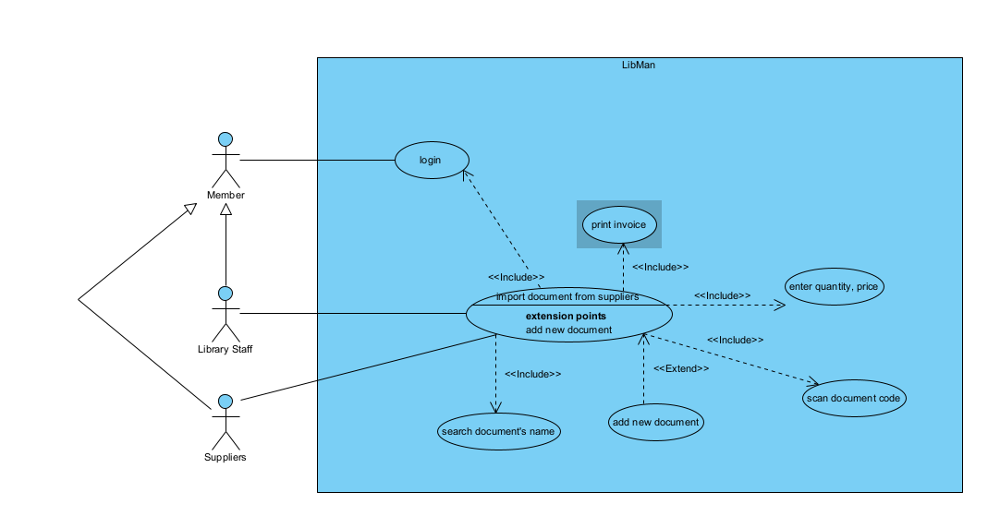 LibMan
login
Member
print invoice
<<Include>>
<<Include>>
enter quantity, price
import document from suppliers
<<Include>>
extension points
add new document
Library Staff
<<Include>>
<<Extend>>
<<Include>>
scan document code
add new document
search document's name
Suppliers